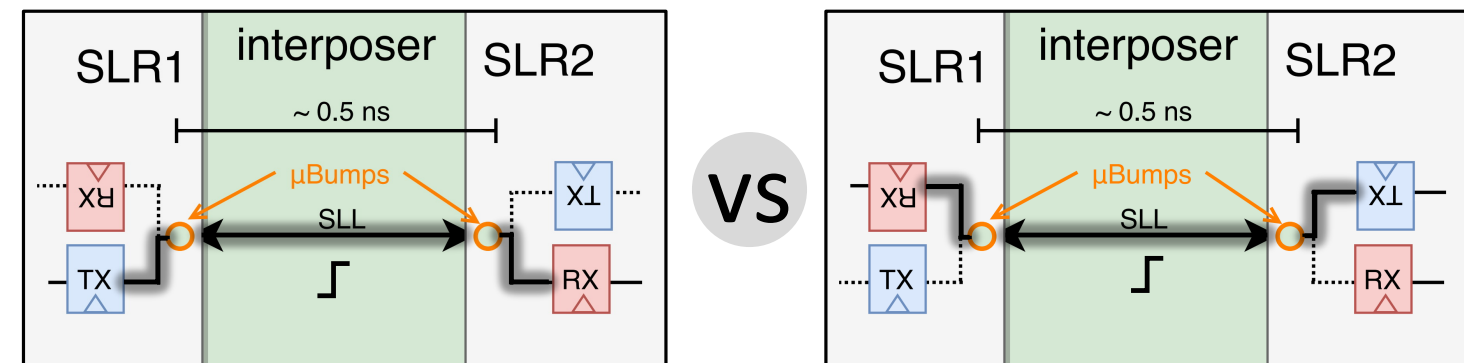 SLR1 interposer SLR2
~ 0.5 ns
RX µBumps TX
SLL
TX RX
VS
SLR1 interposer SLR2
~ 0.5 ns
RX µBumps TX
SLL
TX RX